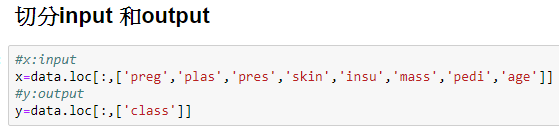 切分input 和output
#x:input
x=data.loc[:,['preg','plas','pres','skin','insu','mass','pedi','age']]
#y:output
y=data.loc[:,['class']]